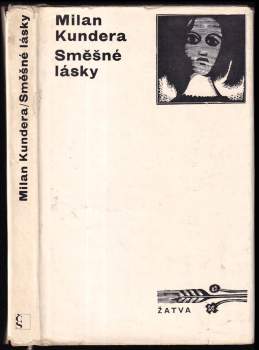 Milan Kundera/Směšné lásky
Milan
Kundera
Směšné
lásky
ŽATVA